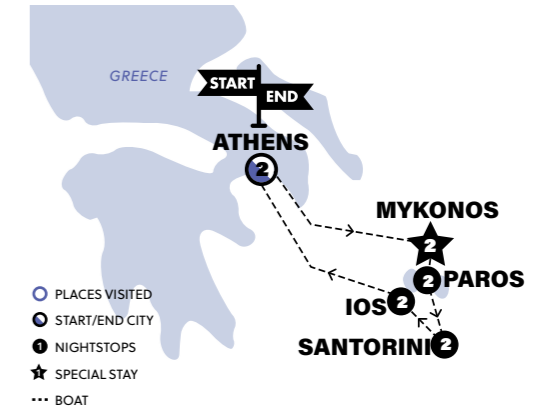 GREECE
START
END
ATHENS
2
MYKONOS
2
2 PAROS
IOS 2
SANTORINI 2
PLACES VISITED
START/END CITY
1 NIGHTSTOPS
1 SPECIAL STAY
BOAT